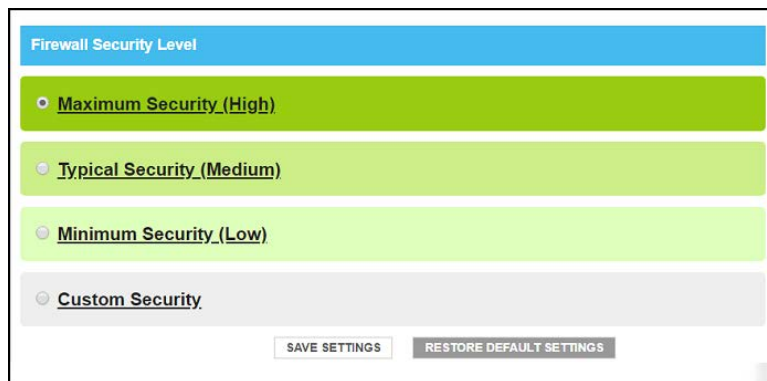 Firewall Security Level
Maximum Security (High)
Typical Security (Medium)
Minimum Security (Low)
Custom Security
SAVE SETTINGS RESTORE DEFAULT SETTINGS